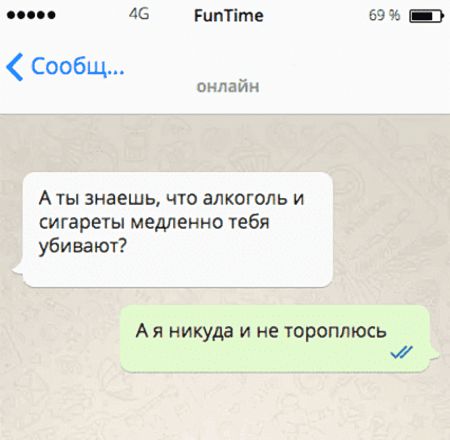 4G FunTime 69 %
Сообщ...
онлайн
А ты знаешь, что алкоголь и
сигареты медленно тебя
убивают?
А я никуда и не тороплюсь